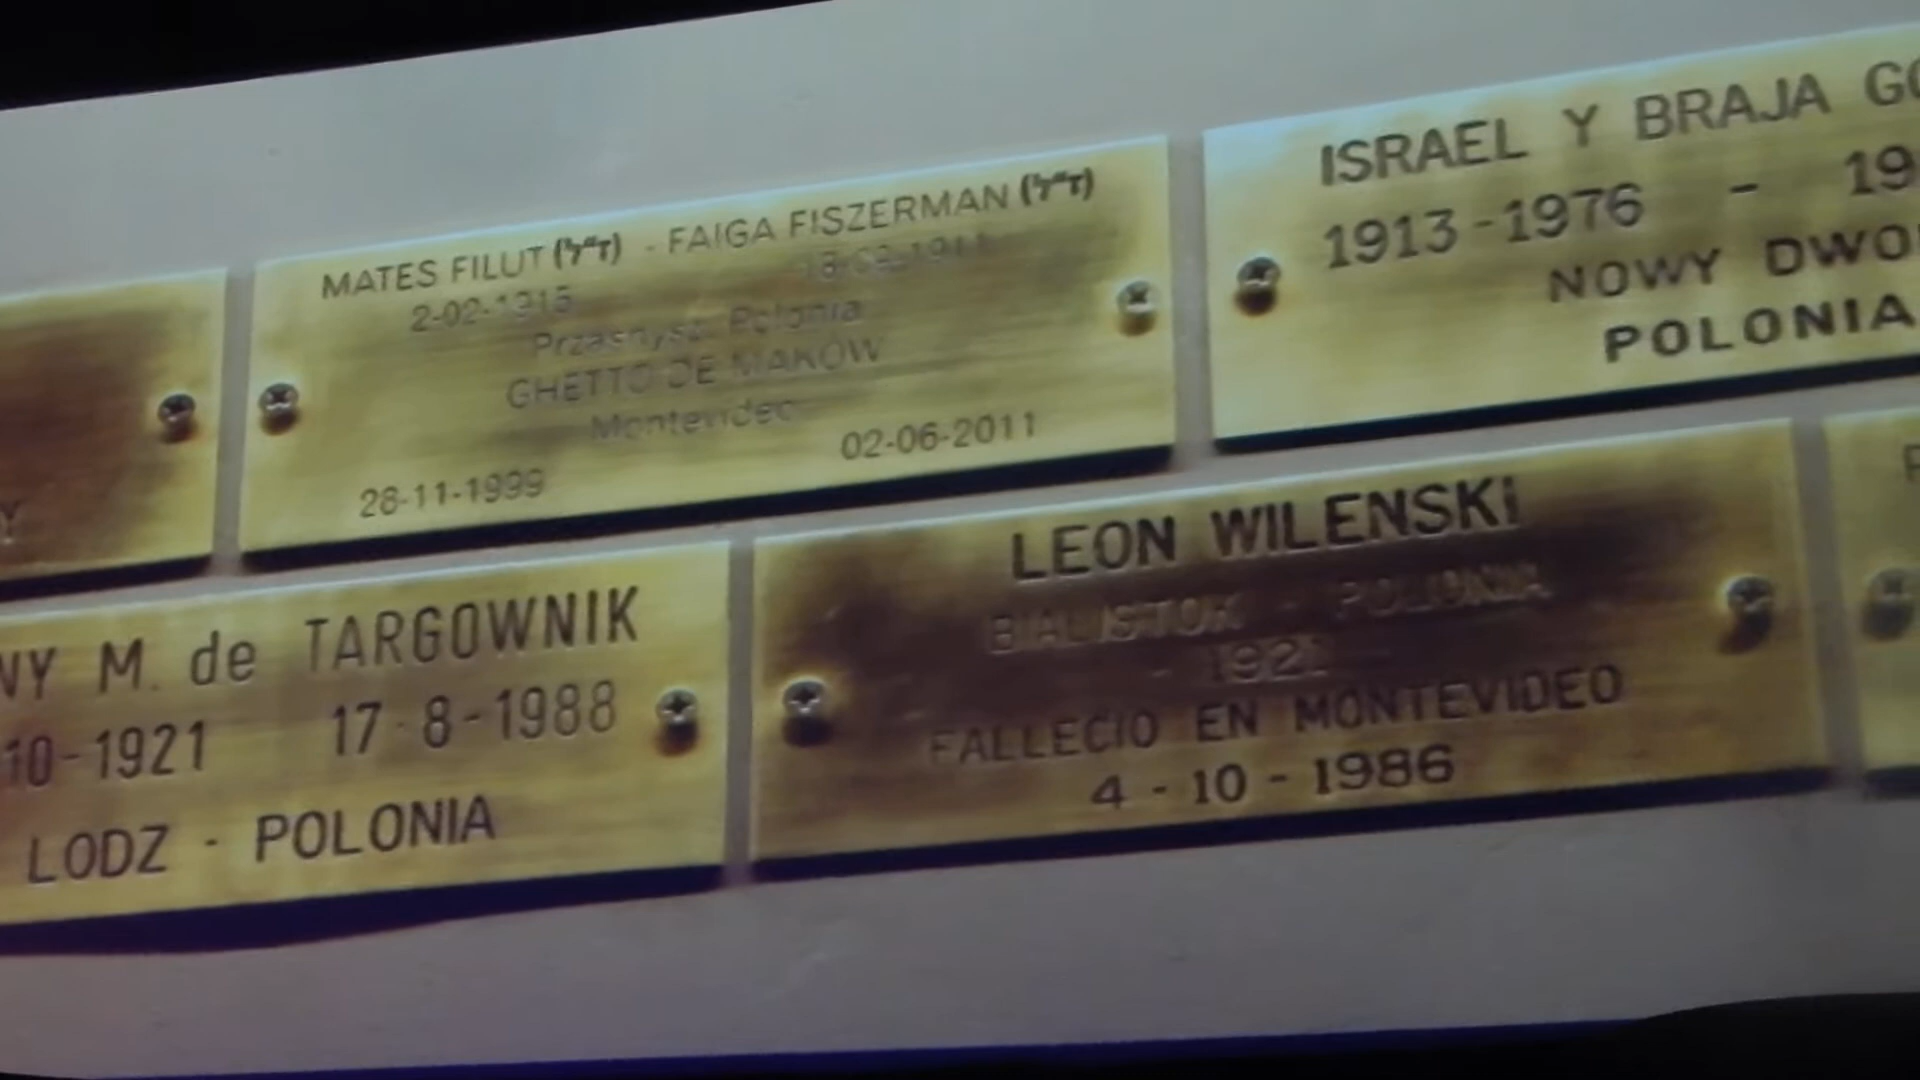 MATES FILUT (ז"ל) - FAIGA FISZERMAN (ז"ל)
2-02-1915
Przasnysz, Polonia
GHETTO DE MAKÓW
Montevideo
28-11-1999 02-06-2011
ISRAEL Y BRAJA
1913-1976 -
NOWY
POLONIA
Y
M. de TARGOWNIK
10-1921 17-8-1988
LODZ - POLONIA
LEON WILENSKI
BIALISTOK - POLONIA
- 1921 -
FALLECIO EN MONTEVIDEO
4-10-1986